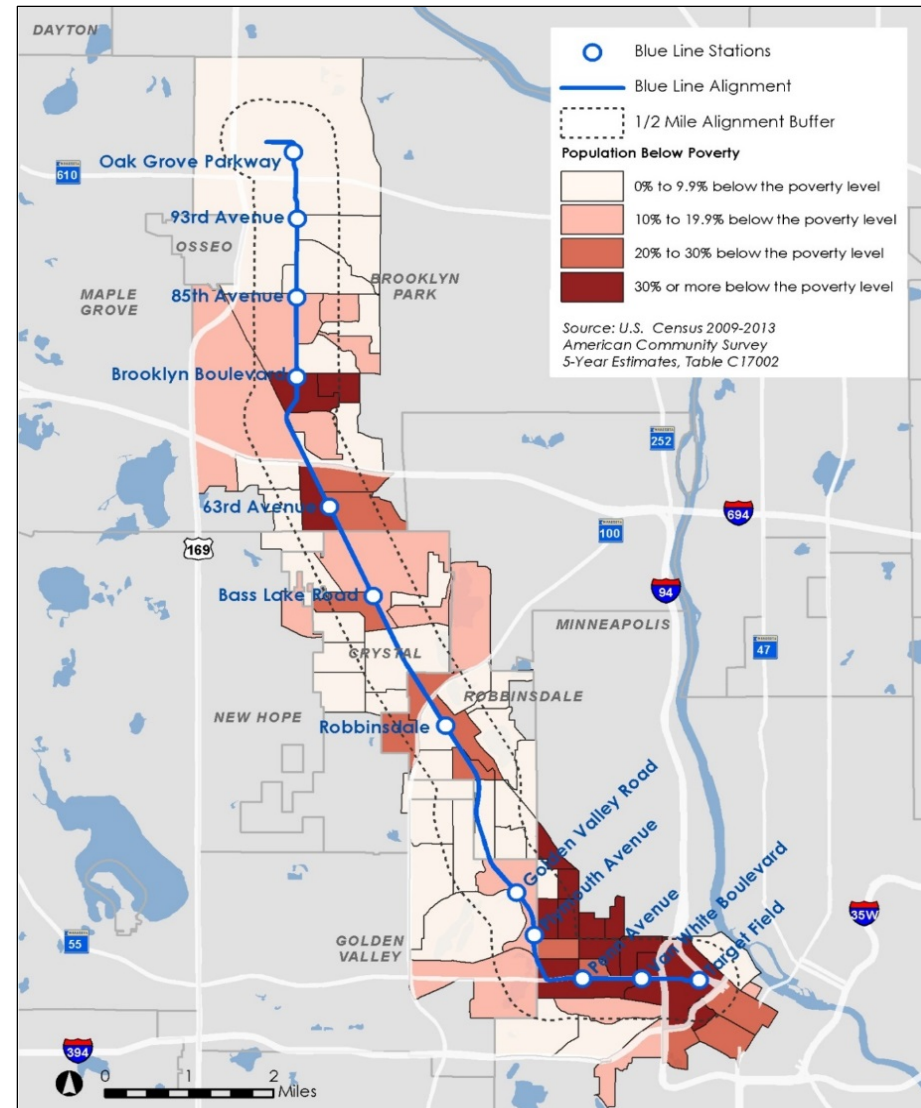 DAYTON
Blue Line Stations
Blue Line Alignment
1/2 Mile Alignment Buffer
Population Below Poverty
0% to 9.9% below the poverty level
10% to 19.9% below the poverty level
20% to 30% below the poverty level
30% or more below the poverty level
Source: U.S. Census 2009-2013
American Community Survey
5-Year Estimates, Table C17002
Oak Grove Parkway
610
93rd Avenue
OSSEO
BROOKLYN
PARK
MAPLE
GROVE
85th Avenue
Brooklyn Boulevard
252
63rd Avenue
694
100
169
94
Bass Lake Road
MINNEAPOLIS
47
CRYSTAL
ROBBINSDALE
NEW HOPE
Robbinsdale
Golden Valley Road
Plymouth Avenue
Penn Avenue
Van White Boulevard
Target Field
35W
55
GOLDEN
VALLEY
394
0 1 2
Miles